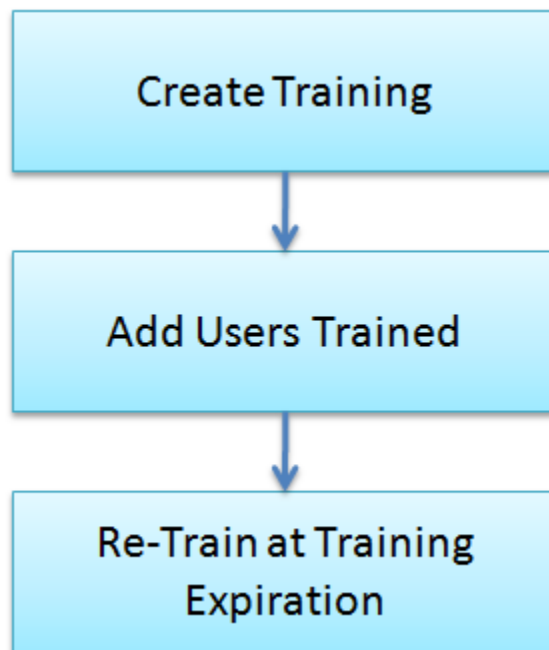 Create Training
Add Users Trained
Re-Train at Training
Expiration